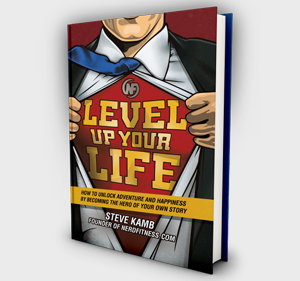 NF
LEVEL
UP YOUR
LIFE
HOW TO UNLOCK ADVENTURE AND HAPPINESS
BY BECOMING THE HERO OF YOUR OWN STORY
STEVE KAMB
FOUNDER OF NERDFITNESS.COM